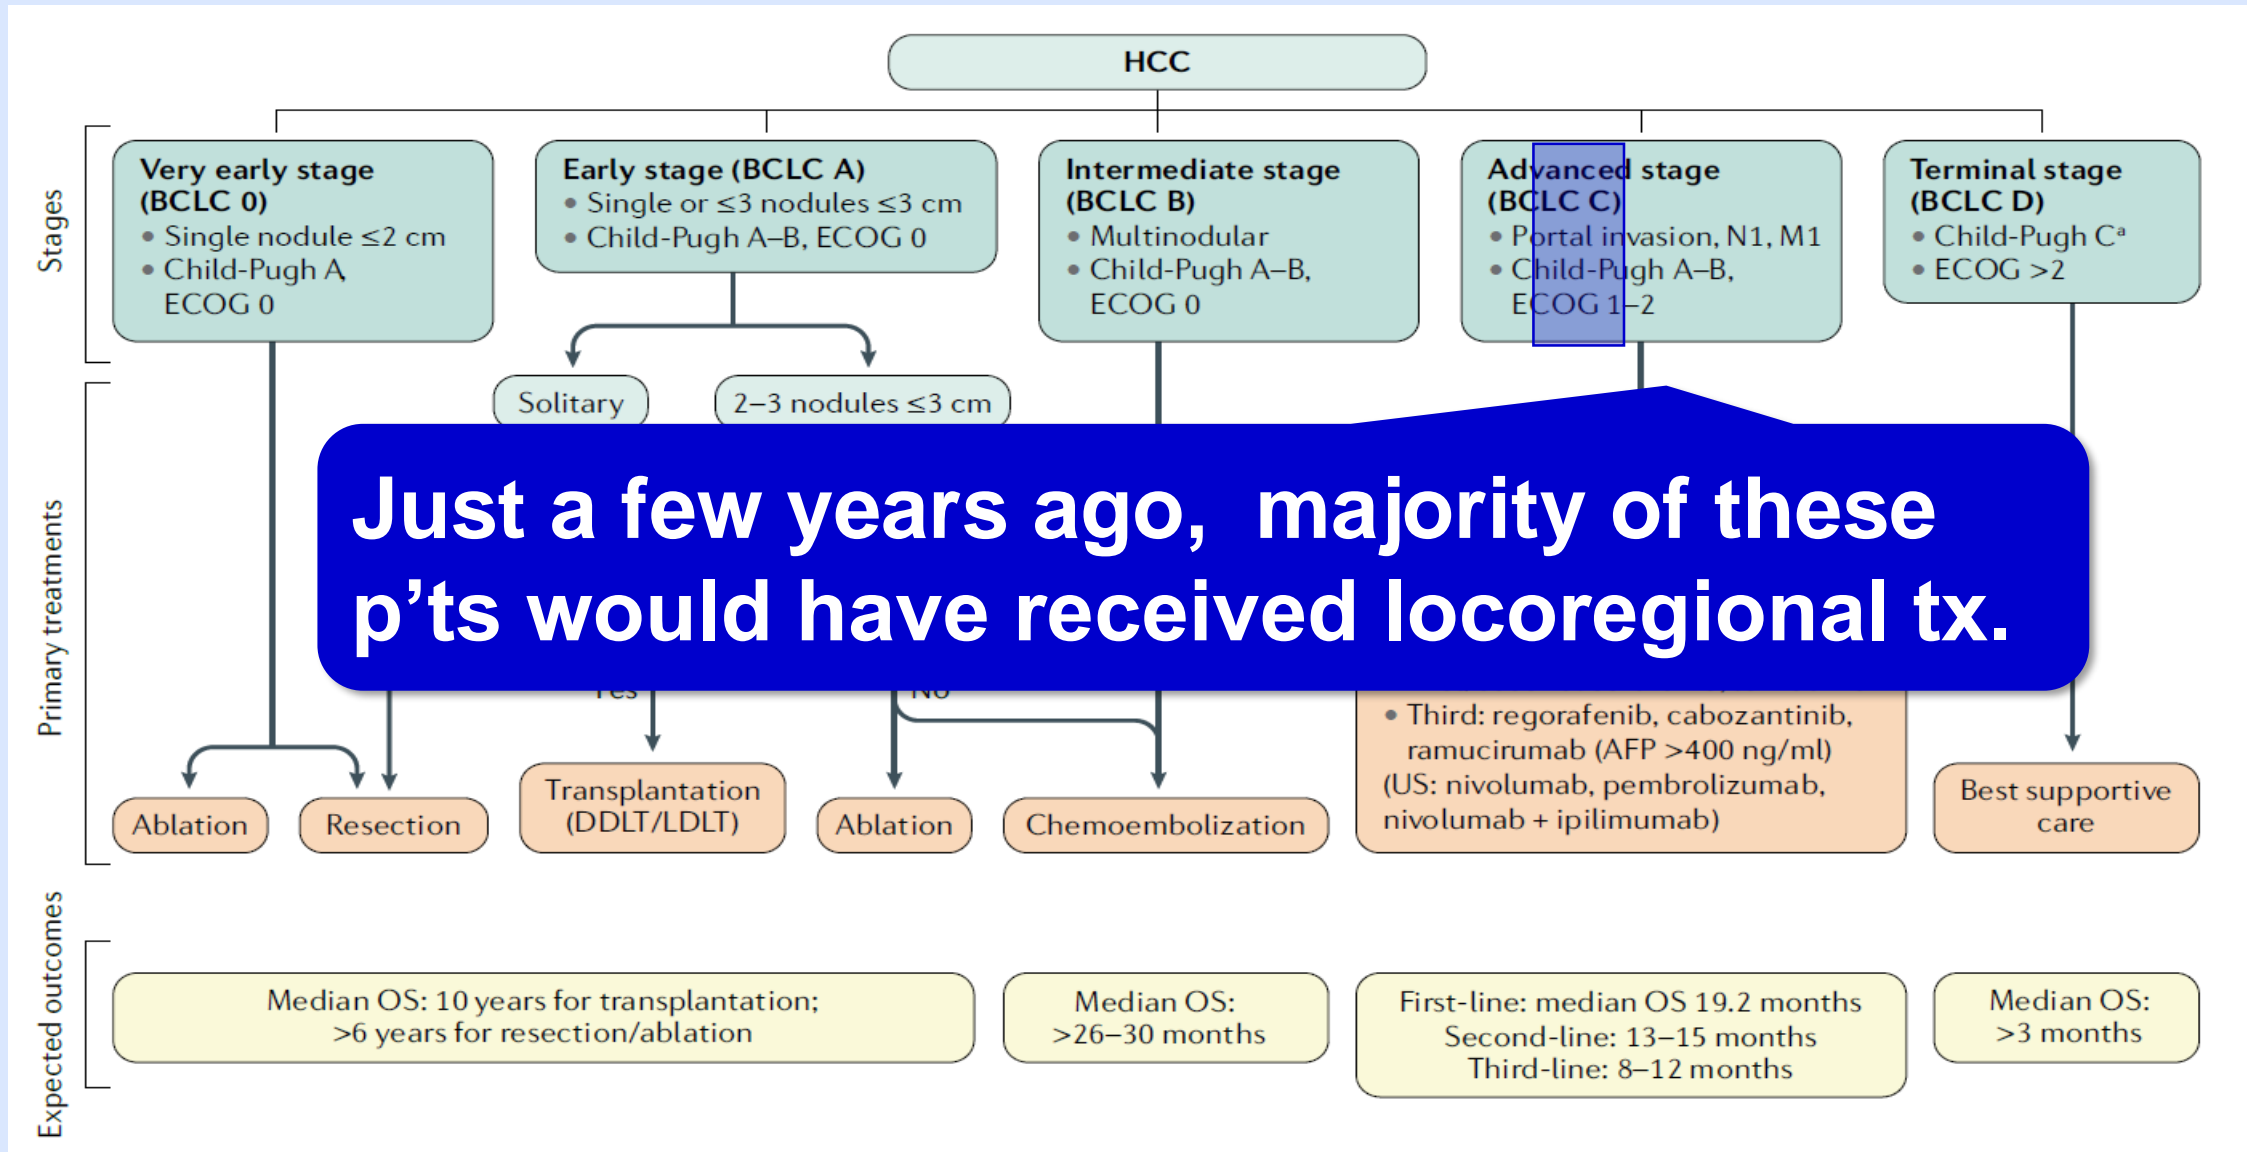 HCC
Stages
Very early stage
(BCLC 0)
• Single nodule ≤2 cm
• Child-Pugh A,
ECOG 0
Early stage (BCLC A)
• Single or ≤3 nodules ≤3 cm
• Child-Pugh A–B, ECOG 0
Intermediate stage
(BCLC B)
• Multinodular
• Child-Pugh A–B,
ECOG 0
Advanced stage
(BCLC C)
• Portal invasion, N1, M1
• Child-Pugh A–B,
ECOG 1–2
Terminal stage
(BCLC D)
• Child-Pugh Cᵃ
• ECOG >2
Primary treatments
Solitary
2–3 nodules ≤3 cm
Just a few years ago, majority of these
p’ts would have received locoregional tx.
Yes
No
Ablation
Resection
Transplantation
(DDLT/LDLT)
Ablation
Chemoembolization
• Third: regorafenib, cabozantinib,
ramucirumab (AFP >400 ng/ml)
(US: nivolumab, pembrolizumab,
nivolumab + ipilimumab)
Best supportive
care
Expected outcomes
Median OS: 10 years for transplantation;
>6 years for resection/ablation
Median OS:
>26–30 months
First-line: median OS 19.2 months
Second-line: 13–15 months
Third-line: 8–12 months
Median OS:
>3 months